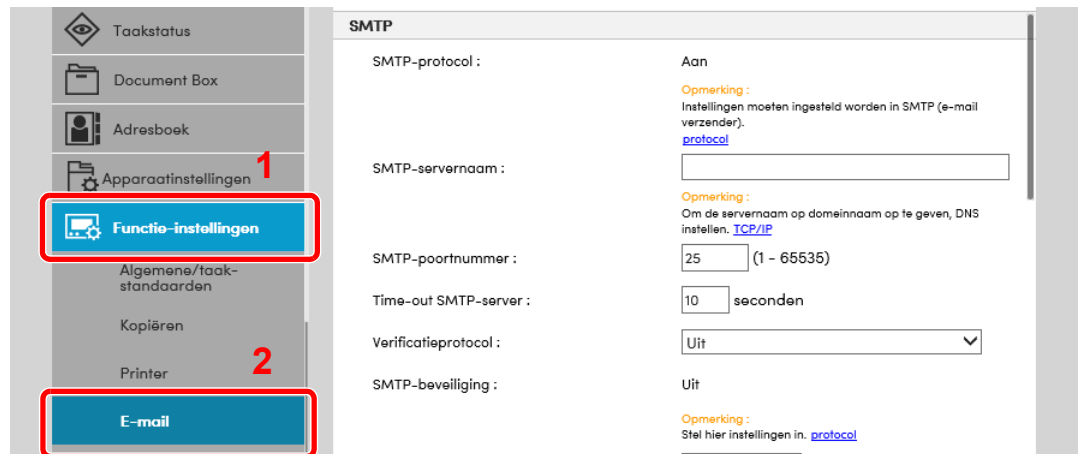 Taakstatus
Document Box
Adresboek
Apparaatinstellingen
1
Functie-instellingen
Algemene/taak-
standaarden
Kopiëren
Printer
2
E-mail
SMTP
SMTP-protocol :
Aan
Opmerking :
Instellingen moeten ingesteld worden in SMTP (e-mail
verzender).
protocol
SMTP-servernaam :
Opmerking :
Om de servernaam op domeinnaam op te geven, DNS
instellen. TCP/IP
SMTP-poortnummer :
25 (1 - 65535)
Time-out SMTP-server :
10 seconden
Verificatieprotocol :
Uit
SMTP-beveiliging :
Uit
Opmerking :
Stel hier instellingen in. protocol